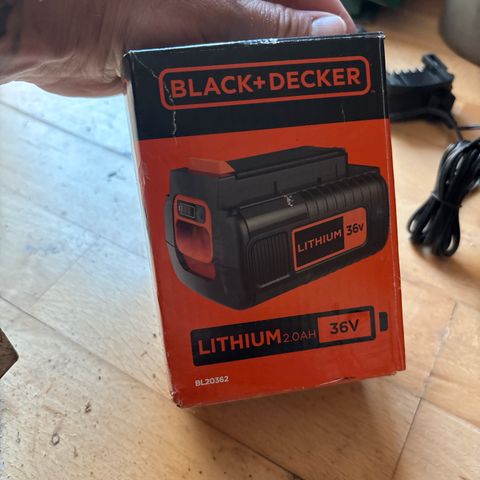 BLACK+DECKER
LITHIUM 36V
LITHIUM 2.0AH 36V
BL20362